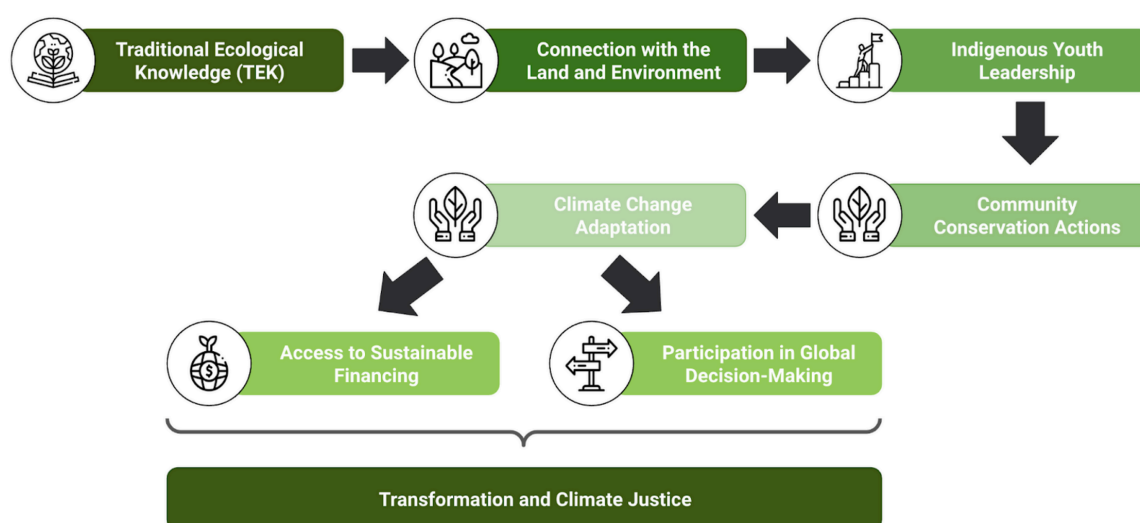 Traditional Ecological
Knowledge (TEK)
Connection with the
Land and Environment
Indigenous Youth
Leadership
Community
Conservation Actions
Climate Change
Adaptation
Access to Sustainable
Financing
$
Participation in Global
Decision-Making
Transformation and Climate Justice